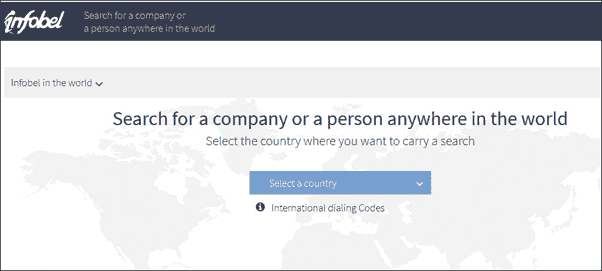 infobel
Search for a company or
a person anywhere in the world
Infobel in the world
Search for a company or a person anywhere in the world
Select the country where you want to carry a search
Select a country
International dialing Codes